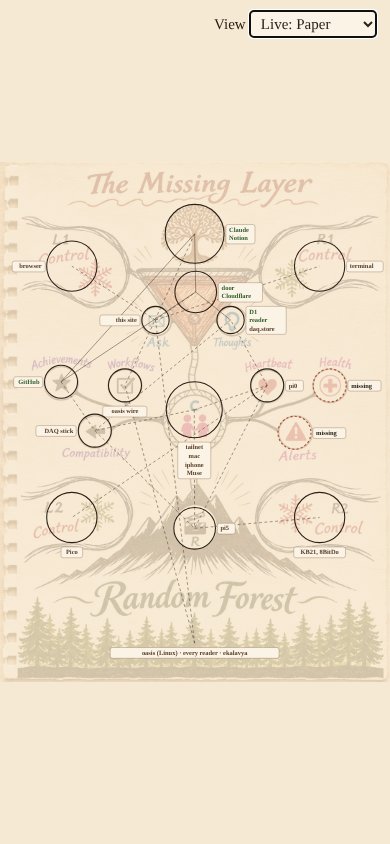 View Live: Paper
The Missing Layer
Claude
Notion
L1
Control
R1
Control
browser
terminal
door
Cloudflare
this site
D1
reader
daq.store
Ask
Thoughts
Achievements
Workflows
Heartbeat
Health
GitHub
pi0
missing
oasis wire
C
DAQ stick
missing
Compatibility
Alerts
tailnet
mac
iphone
Muse
L2
Control
R2
Control
pi5
R
Pico
KB21, 8BitDo
Random Forest
oasis (Linux) · every reader · ekalavya